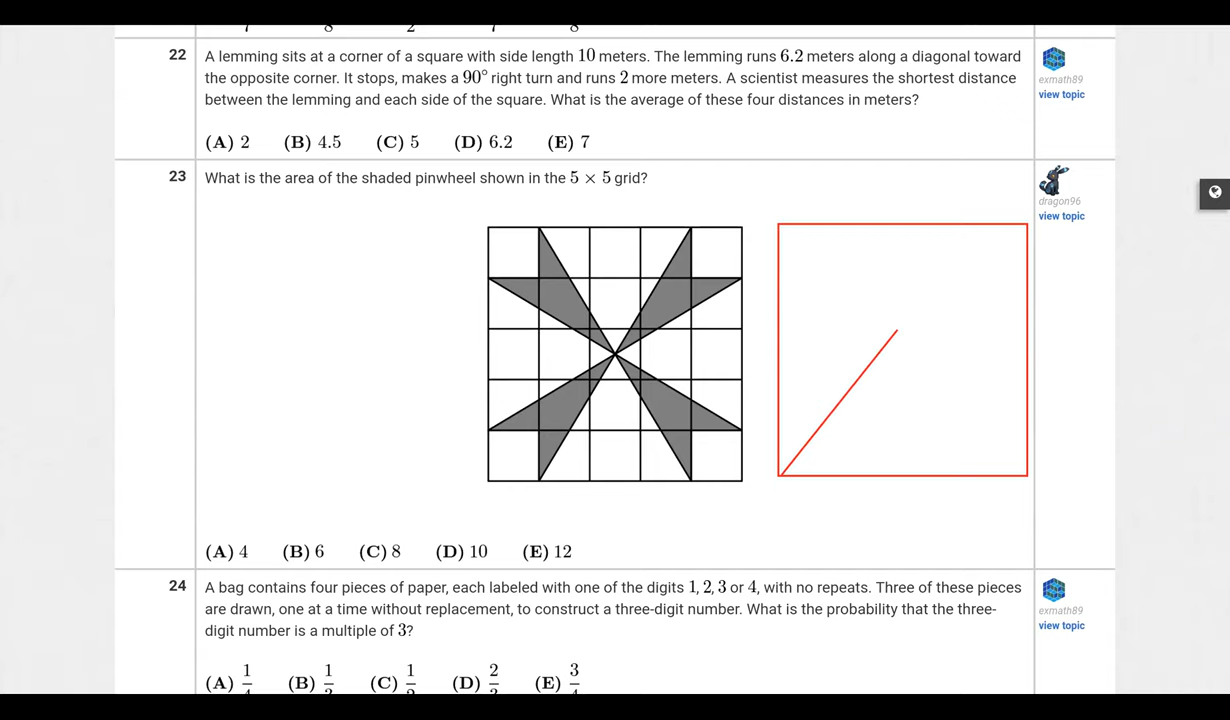 22 A lemming sits at a corner of a square with side length 10 meters. The lemming runs 6.2 meters along a diagonal toward
the opposite corner. It stops, makes a 90° right turn and runs 2 more meters. A scientist measures the shortest distance
between the lemming and each side of the square. What is the average of these four distances in meters?
exmath89
view topic
(A) 2 (B) 4.5 (C) 5 (D) 6.2 (E) 7
23 What is the area of the shaded pinwheel shown in the 5 × 5 grid?
dragon96
view topic
(A) 4 (B) 6 (C) 8 (D) 10 (E) 12
24 A bag contains four pieces of paper, each labeled with one of the digits 1, 2, 3 or 4, with no repeats. Three of these pieces
are drawn, one at a time without replacement, to construct a three-digit number. What is the probability that the three-
digit number is a multiple of 3?
exmath89
view topic
(A) 1 (B) 1 (C) 1 (D) 2 (E) 3